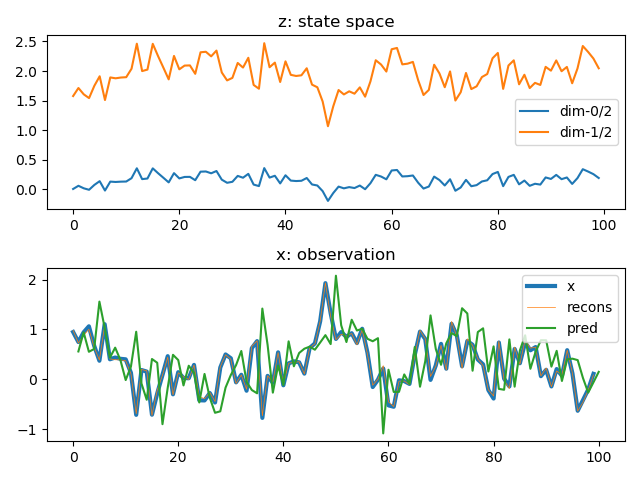 z: state space
2.5
2.0
1.5
1.0
0.5
0.0
dim-0/2
dim-1/2
0 20 40 60 80 100
x: observation
2
1
0
−1
x
recons
pred
0 20 40 60 80 100